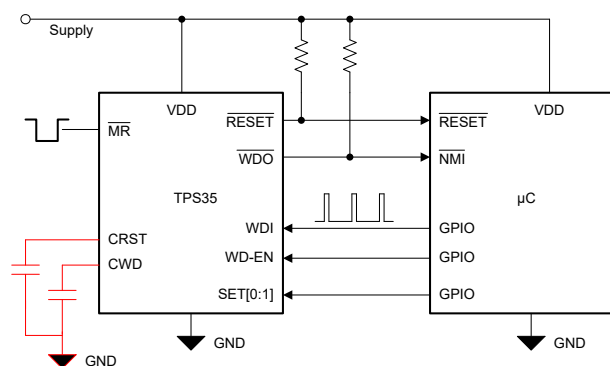 Supply
VDD
VDD
MR
RESET
RESET
WDO
NMI
TPS35
µC
WDI
GPIO
CRST
WD-EN
GPIO
CWD
SET[0:1]
GPIO
GND
GND
GND